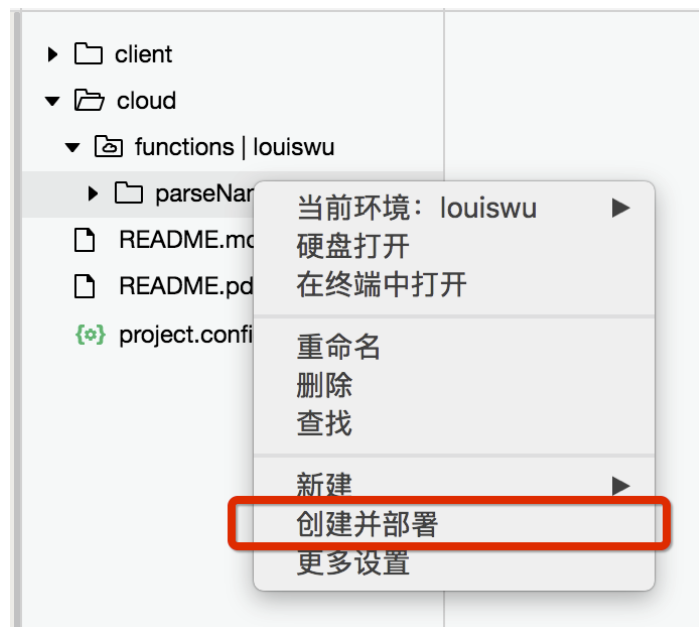 client
cloud
functions | louiswu
parseNar
当前环境：louiswu
硬盘打开
README.md
在终端中打开
README.pd
project.confi
重命名
删除
查找
新建
创建并部署
更多设置